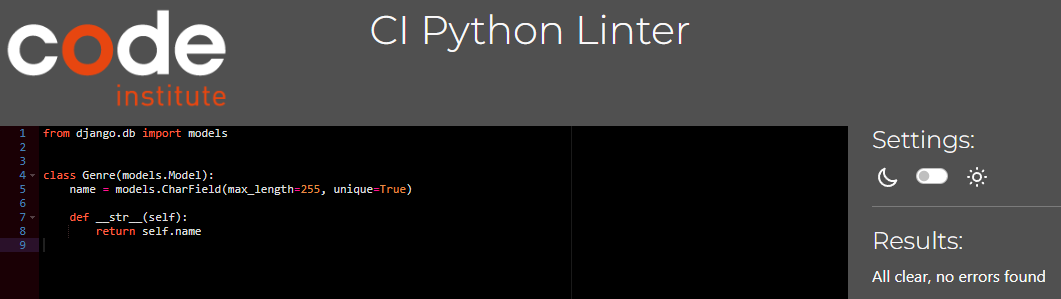 code
institute
CI Python Linter
1 from django.db import models
2
3
4 class Genre(models.Model):
5     name = models.CharField(max_length=255, unique=True)
6
7     def __str__(self):
8         return self.name
9
Settings:
Results:
All clear, no errors found